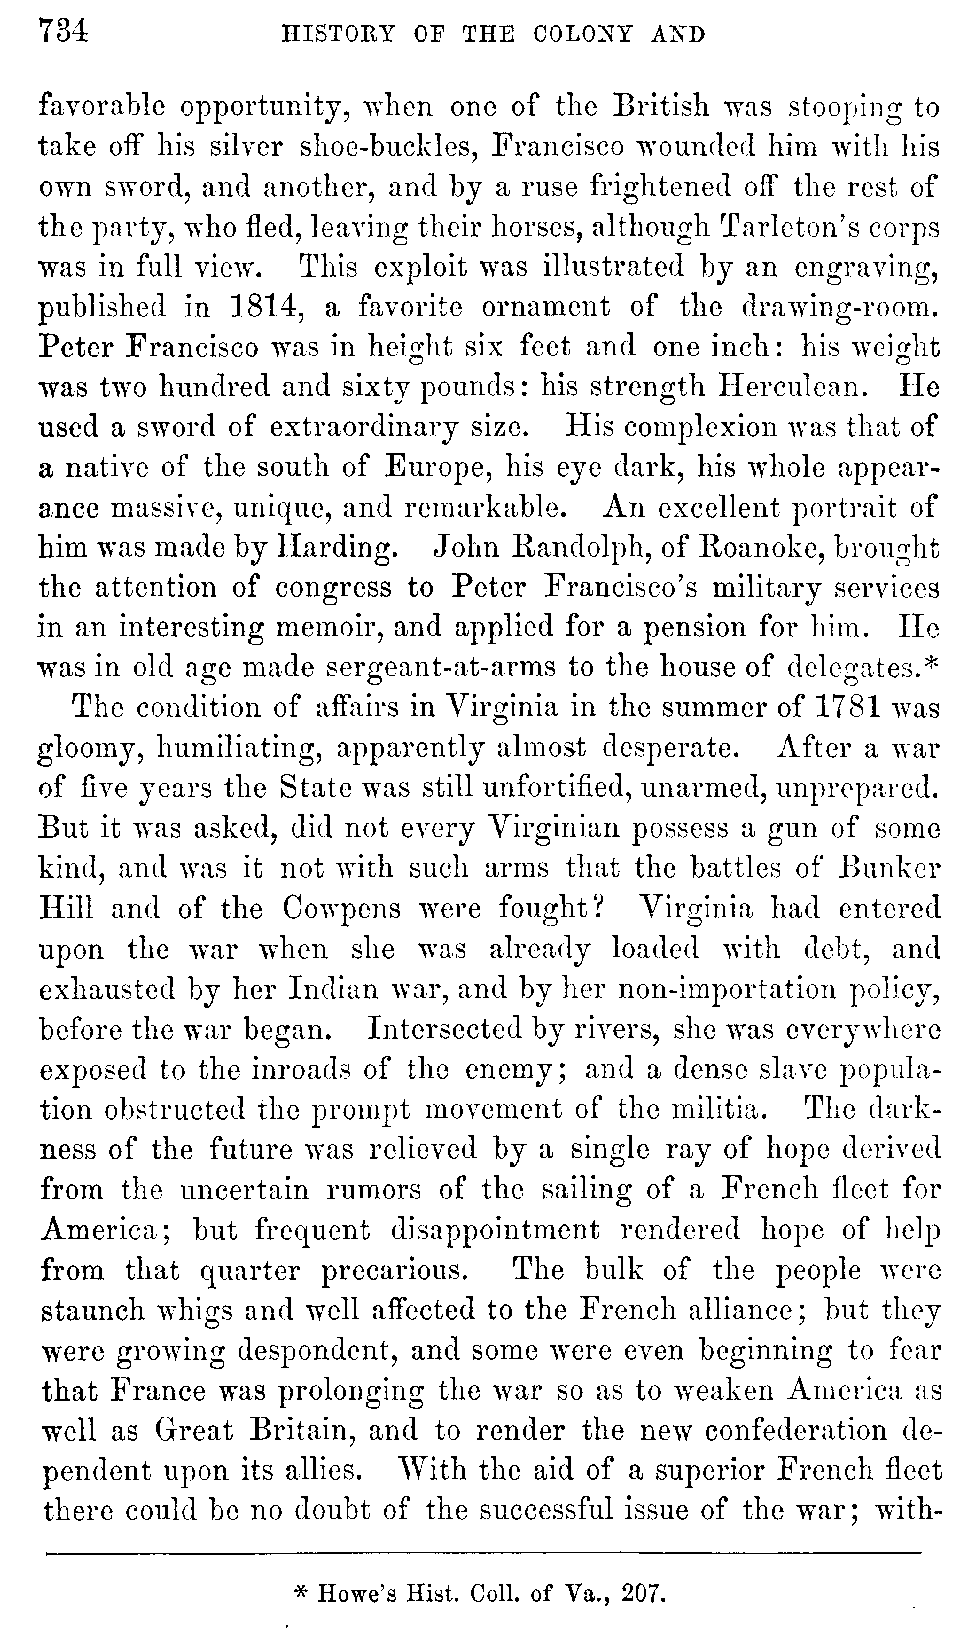 734 HISTORY OF THE COLONY AND
favorable opportunity, when one of the British was stooping to
take off his silver shoe-buckles, Francisco wounded him with his
own sword, and another, and by a ruse frightened off the rest of
the party, who fled, leaving their horses, although Tarleton's corps
was in full view. This exploit was illustrated by an engraving,
published in 1814, a favorite ornament of the drawing-room.
Peter Francisco was in height six feet and one inch: his weight
was two hundred and sixty pounds: his strength Herculean. He
used a sword of extraordinary size. His complexion was that of
a native of the south of Europe, his eye dark, his whole appear-
ance massive, unique, and remarkable. An excellent portrait of
him was made by Harding. John Randolph, of Roanoke, brought
the attention of congress to Peter Francisco's military services
in an interesting memoir, and applied for a pension for him. He
was in old age made sergeant-at-arms to the house of delegates.*
The condition of affairs in Virginia in the summer of 1781 was
gloomy, humiliating, apparently almost desperate. After a war
of five years the State was still unfortified, unarmed, unprepared.
But it was asked, did not every Virginian possess a gun of some
kind, and was it not with such arms that the battles of Bunker
Hill and of the Cowpens were fought? Virginia had entered
upon the war when she was already loaded with debt, and
exhausted by her Indian war, and by her non-importation policy,
before the war began. Intersected by rivers, she was everywhere
exposed to the inroads of the enemy; and a dense slave popula-
tion obstructed the prompt movement of the militia. The dark-
ness of the future was relieved by a single ray of hope derived
from the uncertain rumors of the sailing of a French fleet for
America; but frequent disappointment rendered hope of help
from that quarter precarious. The bulk of the people were
staunch whigs and well affected to the French alliance; but they
were growing despondent, and some were even beginning to fear
that France was prolonging the war so as to weaken America as
well as Great Britain, and to render the new confederation de-
pendent upon its allies. With the aid of a superior French fleet
there could be no doubt of the successful issue of the war; with-
* Howe's Hist. Coll. of Va., 207.